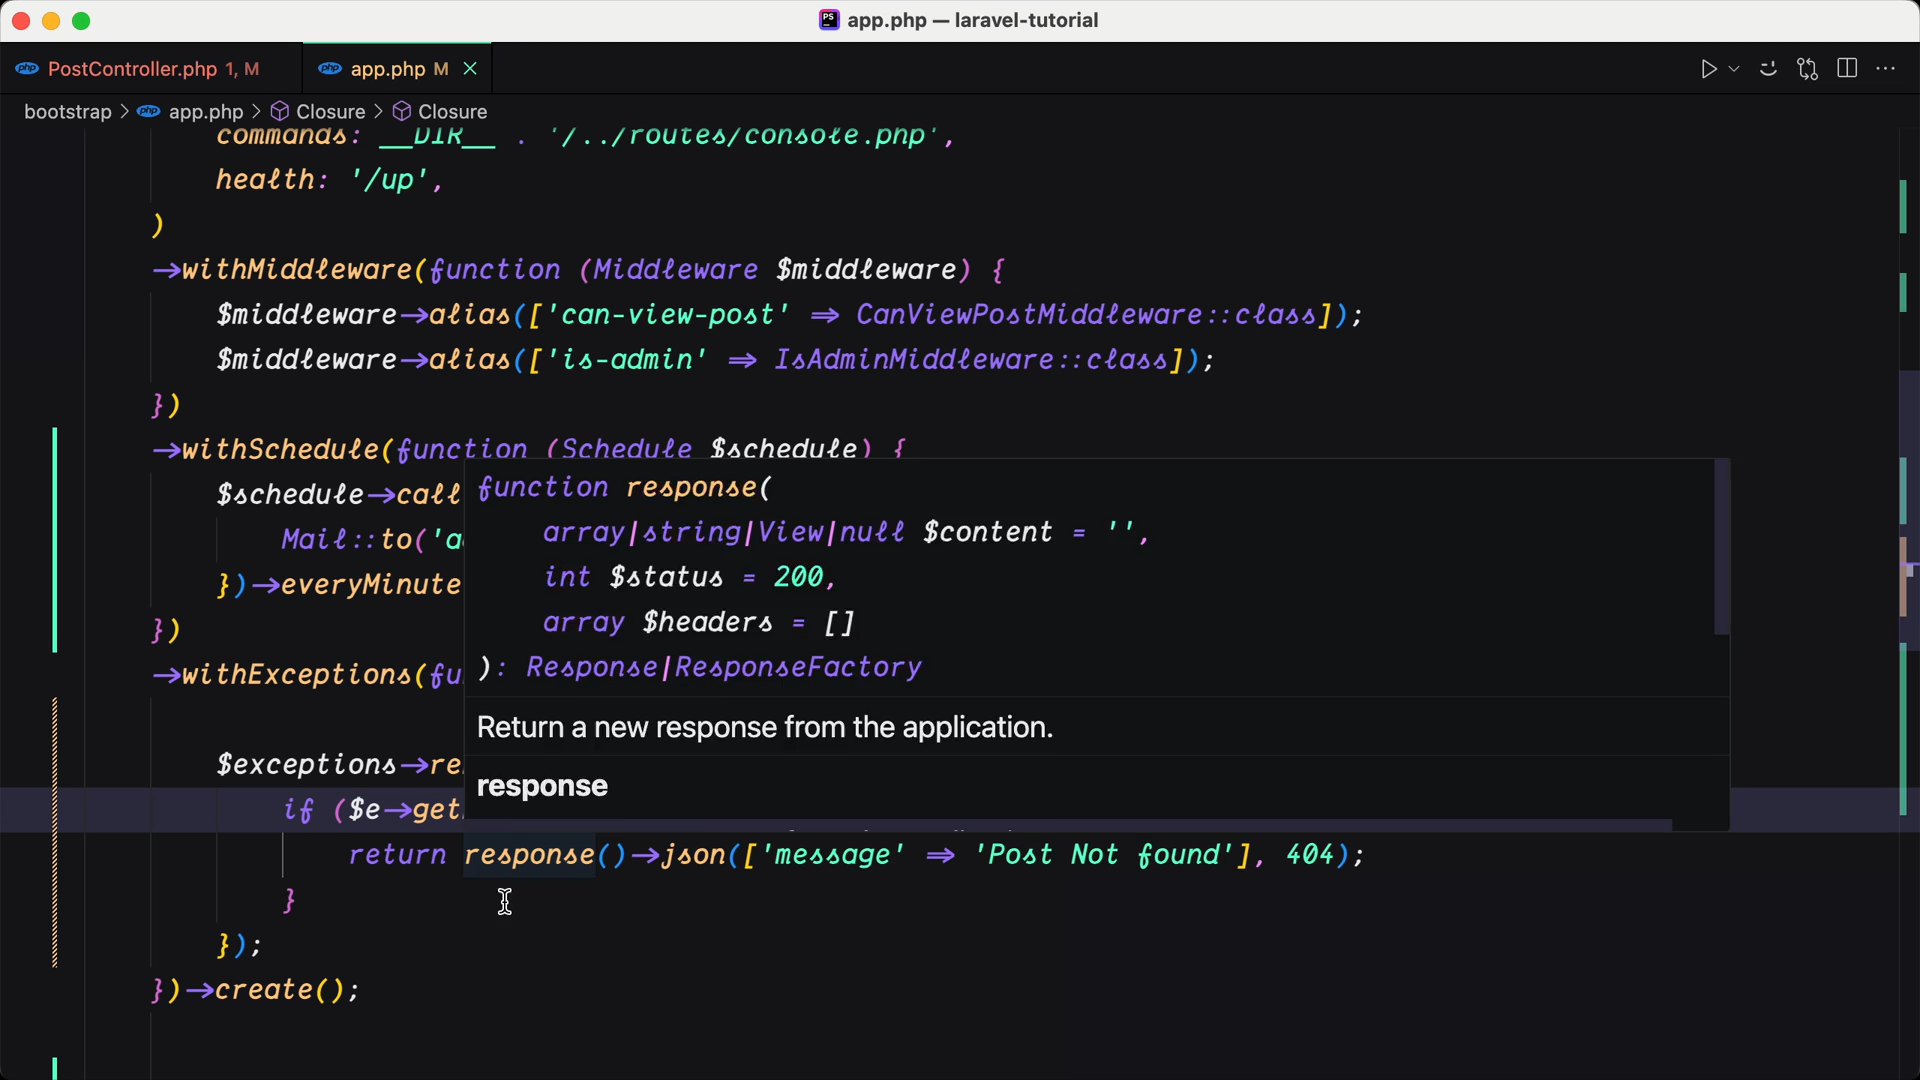 app.php — laravel-tutorial
PostController.php 1, M
app.php M
bootstrap > app.php > Closure > Closure
commands: __DIR__ . '/../routes/console.php',
health: '/up',
)
->withMiddleware(function (Middleware $middleware) {
$middleware->alias(['can-view-post' => CanViewPostMiddleware::class]);
$middleware->alias(['is-admin' => IsAdminMiddleware::class]);
})
->withSchedule(function (Schedule $schedule) {
$schedule->call
Mail::to('a
})->everyMinute
})
->withExceptions(fu
$exceptions->re
if ($e->get
function response(
array|string|View|null $content = '',
int $status = 200,
array $headers = []
): Response|ResponseFactory
Return a new response from the application.
response
return response()->json(['message' => 'Post Not found'], 404);
}
});
})->create();